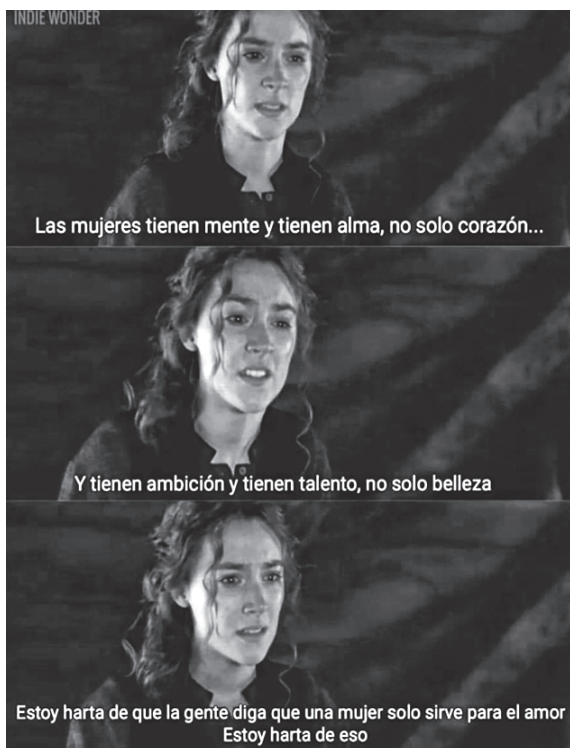 INDIE WONDER
Las mujeres tienen mente y tienen alma, no solo corazón...
Y tienen ambición y tienen talento, no solo belleza
Estoy harta de que la gente diga que una mujer solo sirve para el amor
Estoy harta de eso